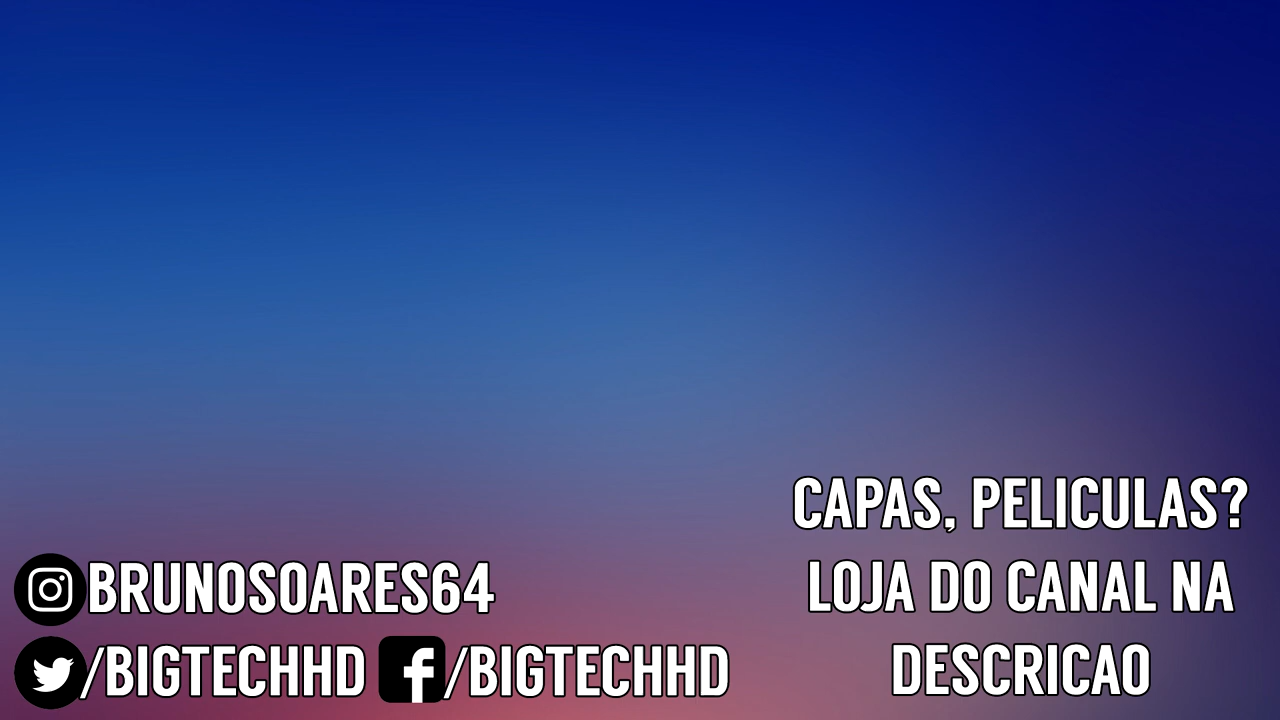 CAPAS, PELICULAS?
LOJA DO CANAL NA
DESCRICAO
BRUNOSOARES64
/BIGTECHHD /BIGTECHHD